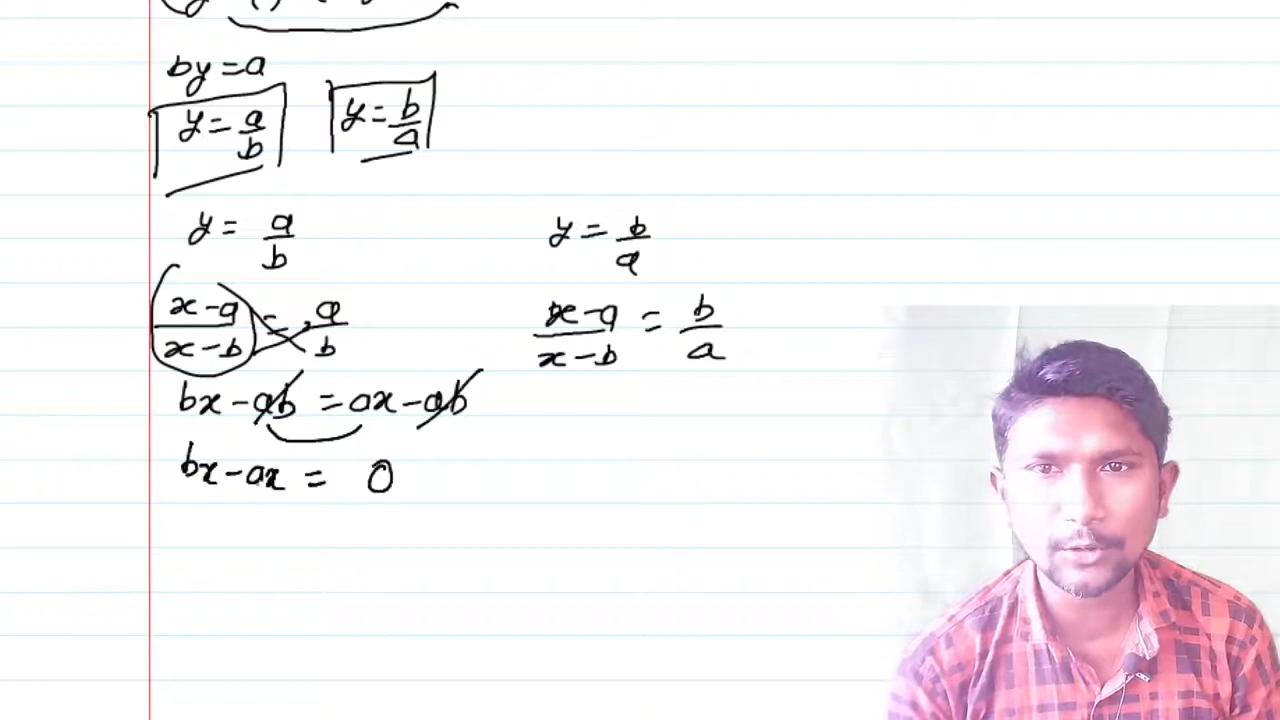 by = a
y = a/b
y = b/a
y = a/b
y = b/a
(x-a)/(x-b) = a/b
(x-a)/(x-b) = b/a
bx - ab = ax - ab
bx - ax = 0